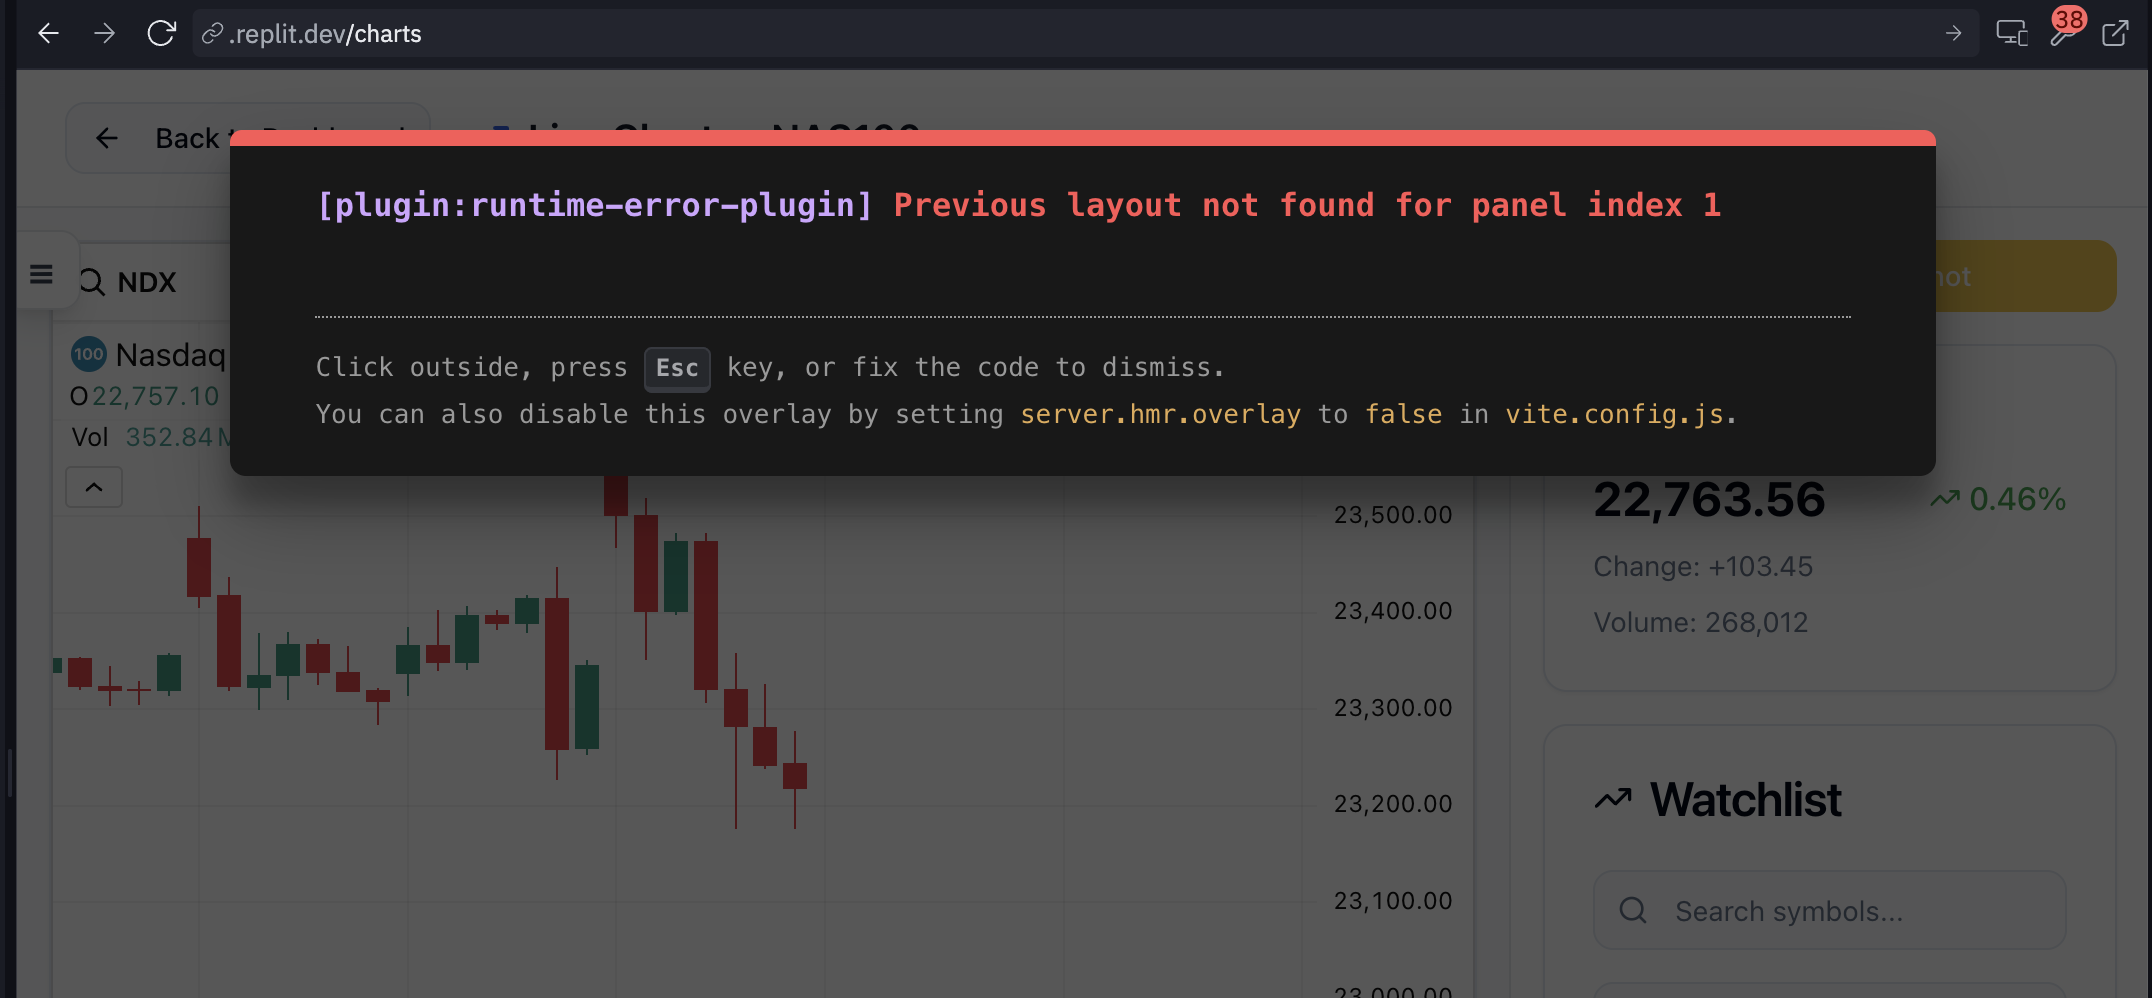 .replit.dev/charts
38
Back
[plugin:runtime-error-plugin] Previous layout not found for panel index 1
NDX
Click outside, press Esc key, or fix the code to dismiss.
You can also disable this overlay by setting server.hmr.overlay to false in vite.config.js.
100 Nasdaq
O22,757.10
Vol 352.84
22,763.56
0.46%
Change: +103.45
Volume: 268,012
23,500.00
23,400.00
23,300.00
23,200.00
23,100.00
23,000.00
Watchlist
Search symbols...